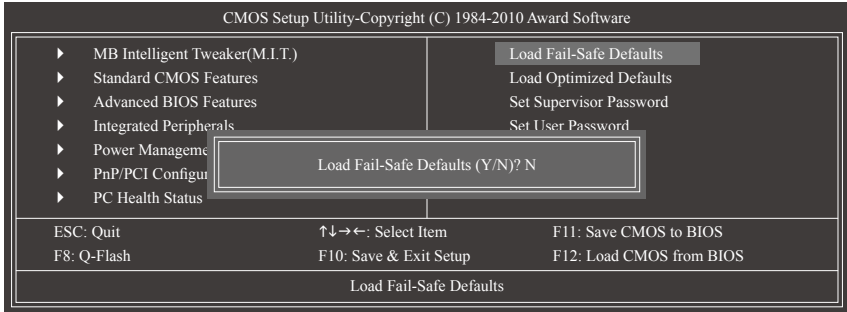 CMOS Setup Utility-Copyright (C) 1984-2010 Award Software
MB Intelligent Tweaker(M.I.T.)
Standard CMOS Features
Advanced BIOS Features
Integrated Peripherals
Power Manageme
PnP/PCI Configur
PC Health Status
Load Fail-Safe Defaults
Load Optimized Defaults
Set Supervisor Password
Set User Password
Load Fail-Safe Defaults (Y/N)? N
ESC: Quit ↑↓→←: Select Item F11: Save CMOS to BIOS
F8: Q-Flash F10: Save & Exit Setup F12: Load CMOS from BIOS
Load Fail-Safe Defaults